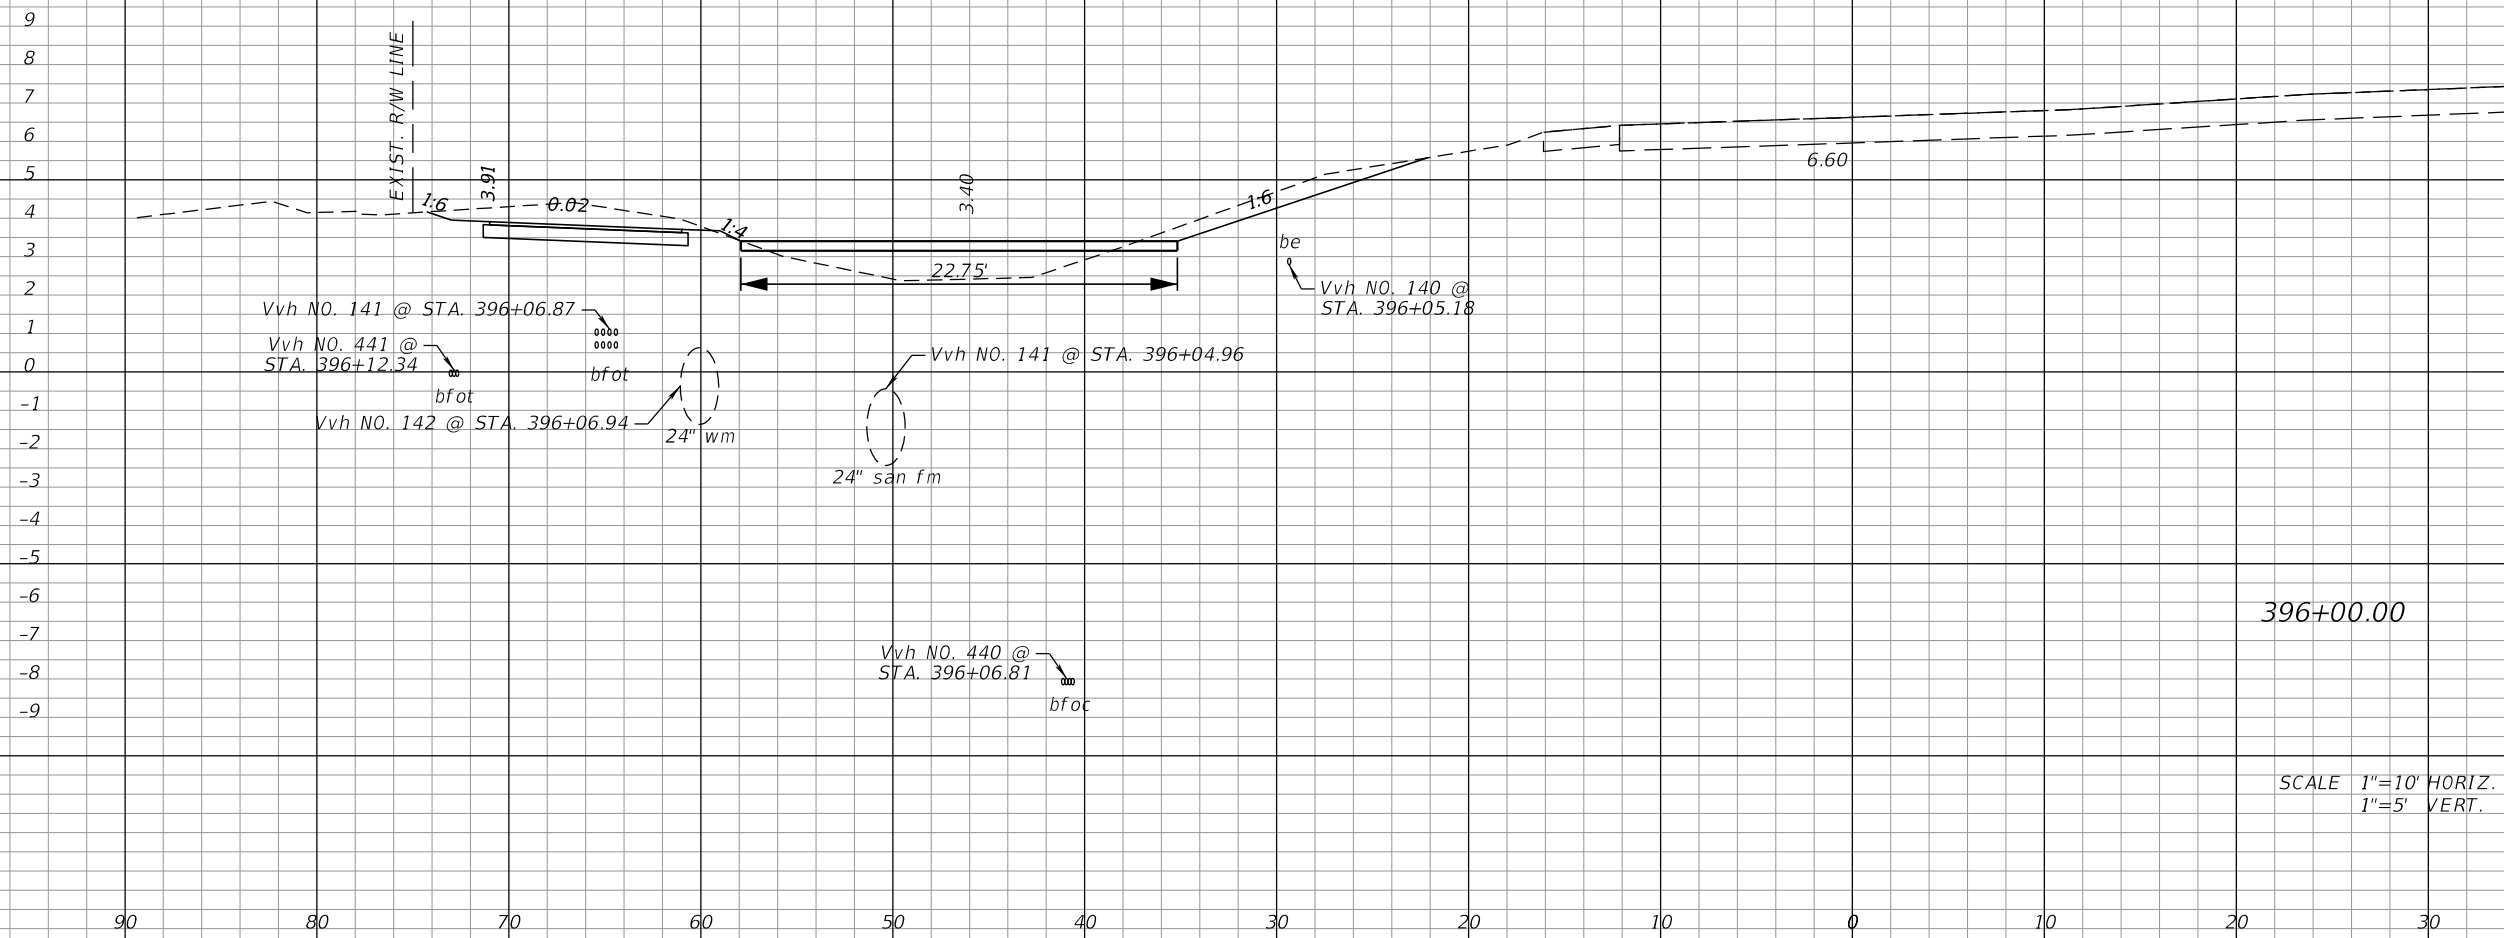 9
8
7
6
5
4
3
2
1
0
-1
-2
-3
-4
-5
-6
-7
-8
-9
EXIST. R/W LINE
1:6
3.91
0.02
1:4
3.40
22.75'
1:6
be
Vvh NO. 140 @
STA. 396+05.18
6.60
Vvh NO. 141 @ STA. 396+06.87
Vvh NO. 441 @
STA. 396+12.34
bfot
bfot
Vvh NO. 142 @ STA. 396+06.94
24" wm
Vvh NO. 141 @ STA. 396+04.96
24" san fm
Vvh NO. 440 @
STA. 396+06.81
bfoc
396+00.00
SCALE 1"=10' HORIZ.
1"=5' VERT.
90 80 70 60 50 40 30 20 10 0 10 20 30